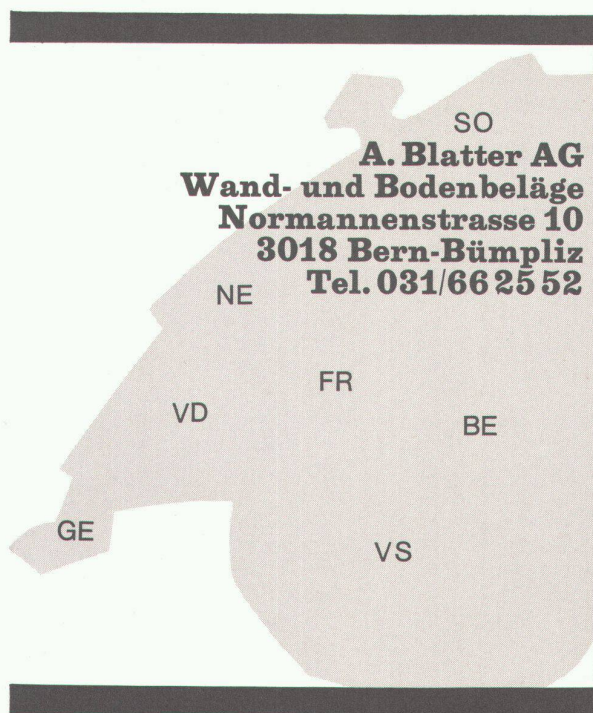 SO
A. Blatter AG
Wand- und Bodenbeläge
Normannenstrasse 10
3018 Bern-Bümpliz
Tel. 031/66 25 52
NE
FR
VD
BE
GE
VS